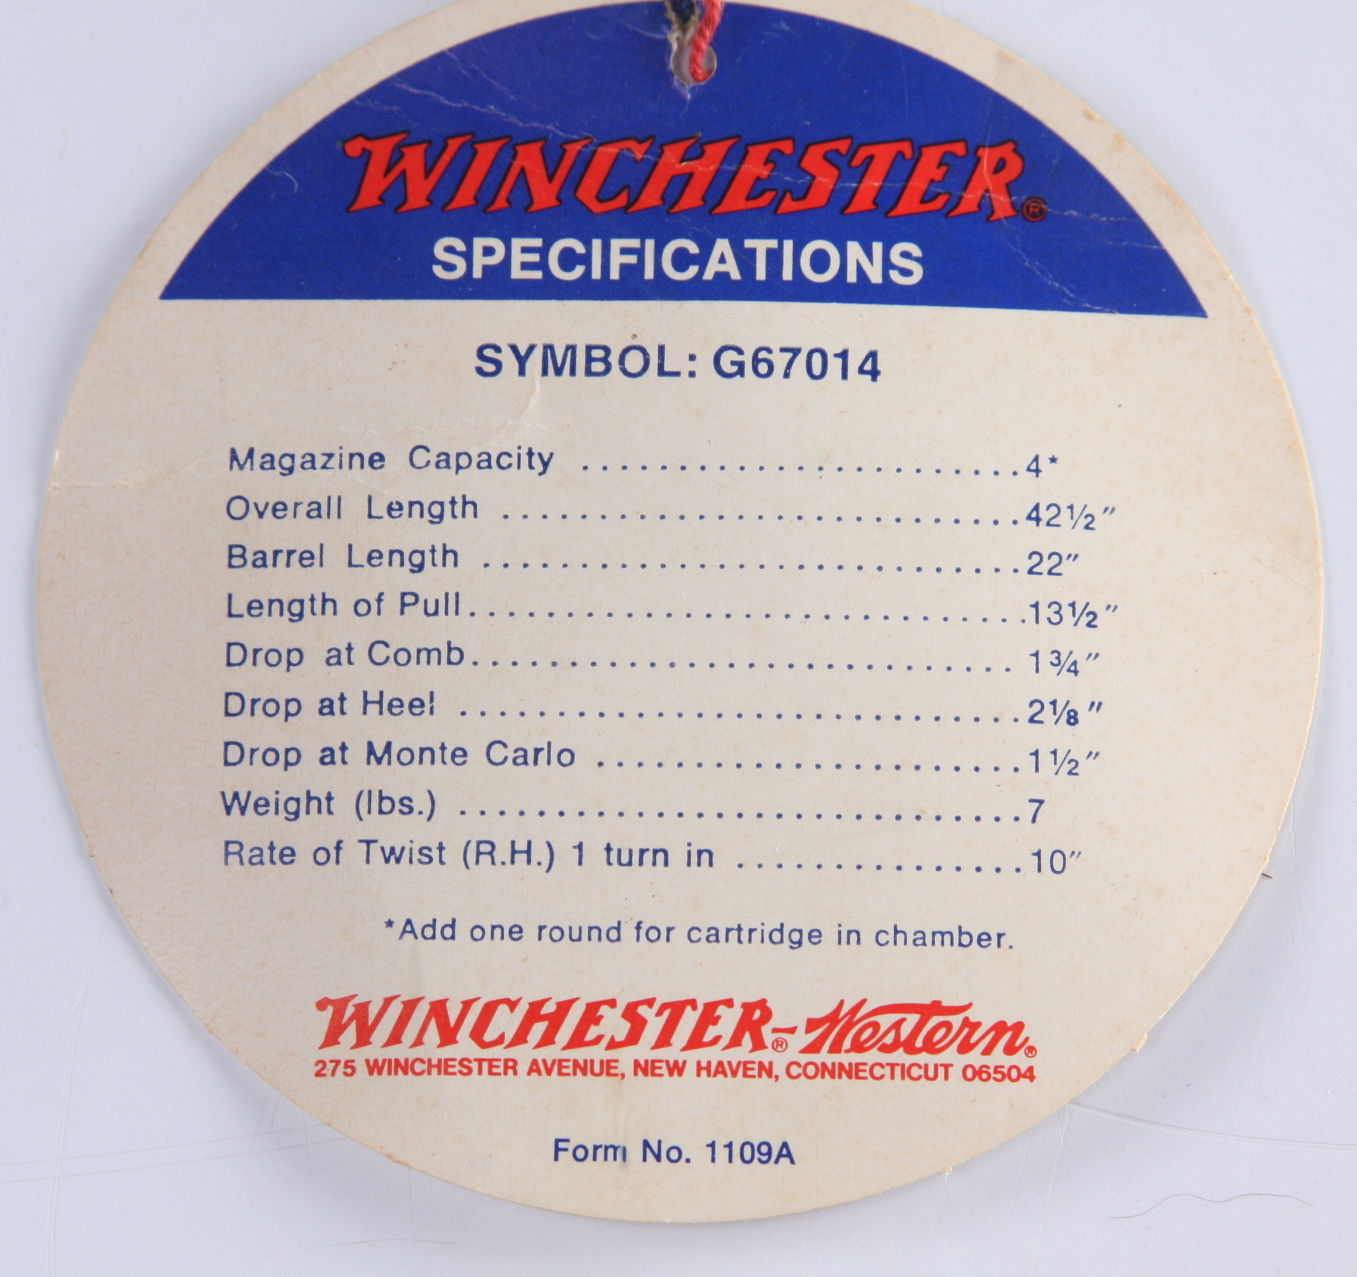 WINCHESTER®
SPECIFICATIONS
SYMBOL: G67014
Magazine Capacity ........................... 4*
Overall Length ................................ 42½″
Barrel Length ................................. 22″
Length of Pull ................................. 13½″
Drop at Comb ................................. 1¾″
Drop at Heel .................................. 2⅛″
Drop at Monte Carlo ......................... 1½″
Weight (lbs.) .................................. 7
Rate of Twist (R.H.) 1 turn in ............... 10″
*Add one round for cartridge in chamber.
WINCHESTER®-Western®
275 WINCHESTER AVENUE, NEW HAVEN, CONNECTICUT 06504
Form No. 1109A